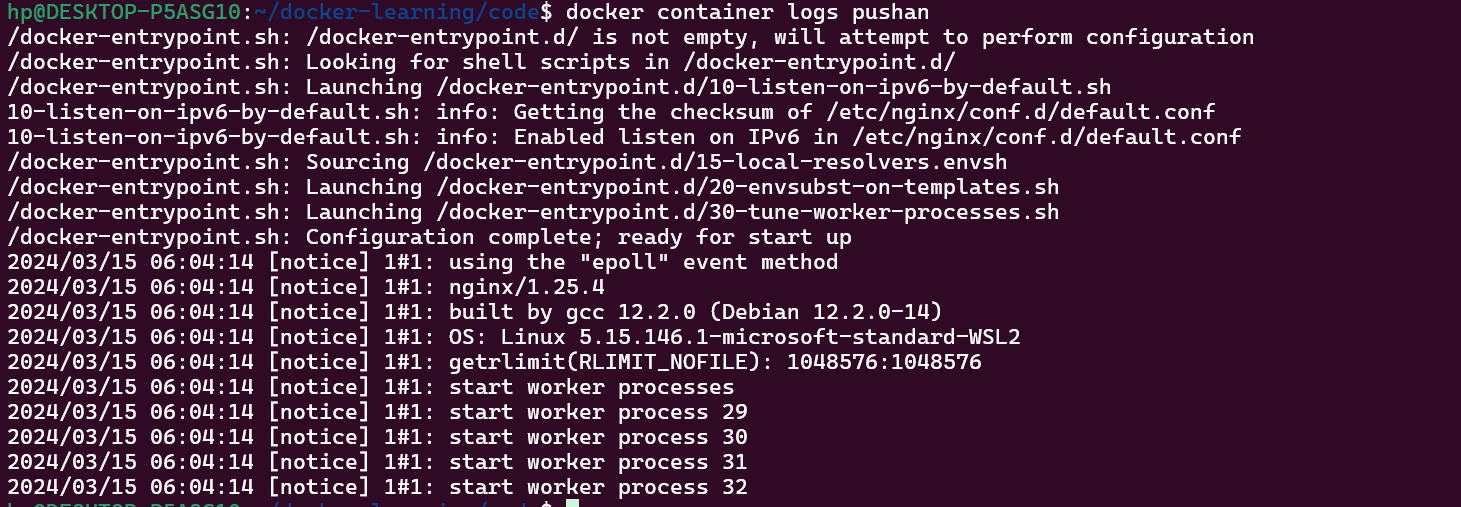 hp@DESKTOP-P5ASG10:~/docker-learning/code$ docker container logs pushan
/docker-entrypoint.sh: /docker-entrypoint.d/ is not empty, will attempt to perform configuration
/docker-entrypoint.sh: Looking for shell scripts in /docker-entrypoint.d/
/docker-entrypoint.sh: Launching /docker-entrypoint.d/10-listen-on-ipv6-by-default.sh
10-listen-on-ipv6-by-default.sh: info: Getting the checksum of /etc/nginx/conf.d/default.conf
10-listen-on-ipv6-by-default.sh: info: Enabled listen on IPv6 in /etc/nginx/conf.d/default.conf
/docker-entrypoint.sh: Sourcing /docker-entrypoint.d/15-local-resolvers.envsh
/docker-entrypoint.sh: Launching /docker-entrypoint.d/20-envsubst-on-templates.sh
/docker-entrypoint.sh: Launching /docker-entrypoint.d/30-tune-worker-processes.sh
/docker-entrypoint.sh: Configuration complete; ready for start up
2024/03/15 06:04:14 [notice] 1#1: using the "epoll" event method
2024/03/15 06:04:14 [notice] 1#1: nginx/1.25.4
2024/03/15 06:04:14 [notice] 1#1: built by gcc 12.2.0 (Debian 12.2.0-14)
2024/03/15 06:04:14 [notice] 1#1: OS: Linux 5.15.146.1-microsoft-standard-WSL2
2024/03/15 06:04:14 [notice] 1#1: getrlimit(RLIMIT_NOFILE): 1048576:1048576
2024/03/15 06:04:14 [notice] 1#1: start worker processes
2024/03/15 06:04:14 [notice] 1#1: start worker process 29
2024/03/15 06:04:14 [notice] 1#1: start worker process 30
2024/03/15 06:04:14 [notice] 1#1: start worker process 31
2024/03/15 06:04:14 [notice] 1#1: start worker process 32
hp@DESKTOP-P5ASG10:~/docker-learning/code$